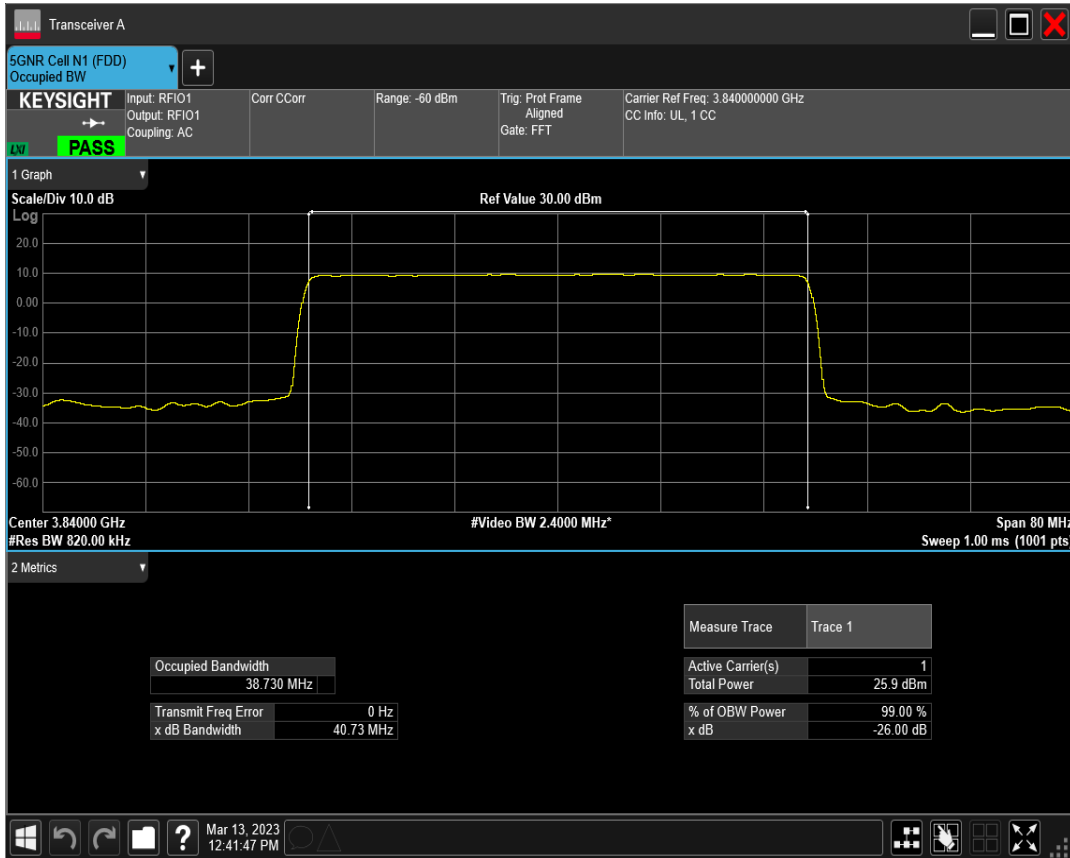 Transceiver A
5GNR Cell N1 (FDD)
Occupied BW
+
KEYSIGHT
LXI
PASS
Input: RFIO1
Output: RFIO1
Coupling: AC
Corr CCorr
Range: -60 dBm
Trig: Prot Frame
Aligned
Gate: FFT
Carrier Ref Freq: 3.840000000 GHz
CC Info: UL, 1 CC
1 Graph
Scale/Div 10.0 dB
Ref Value 30.00 dBm
Log
20.0
10.0
0.00
-10.0
-20.0
-30.0
-40.0
-50.0
-60.0
Center 3.84000 GHz
#Video BW 2.4000 MHz*
Span 80 MHz
#Res BW 820.00 kHz
Sweep 1.00 ms (1001 pts)
2 Metrics
Measure Trace Trace 1
Occupied Bandwidth
38.730 MHz
Active Carrier(s) 1
Total Power 25.9 dBm
Transmit Freq Error 0 Hz
x dB Bandwidth 40.73 MHz
% of OBW Power 99.00 %
x dB -26.00 dB
?
Mar 13, 2023
12:41:47 PM